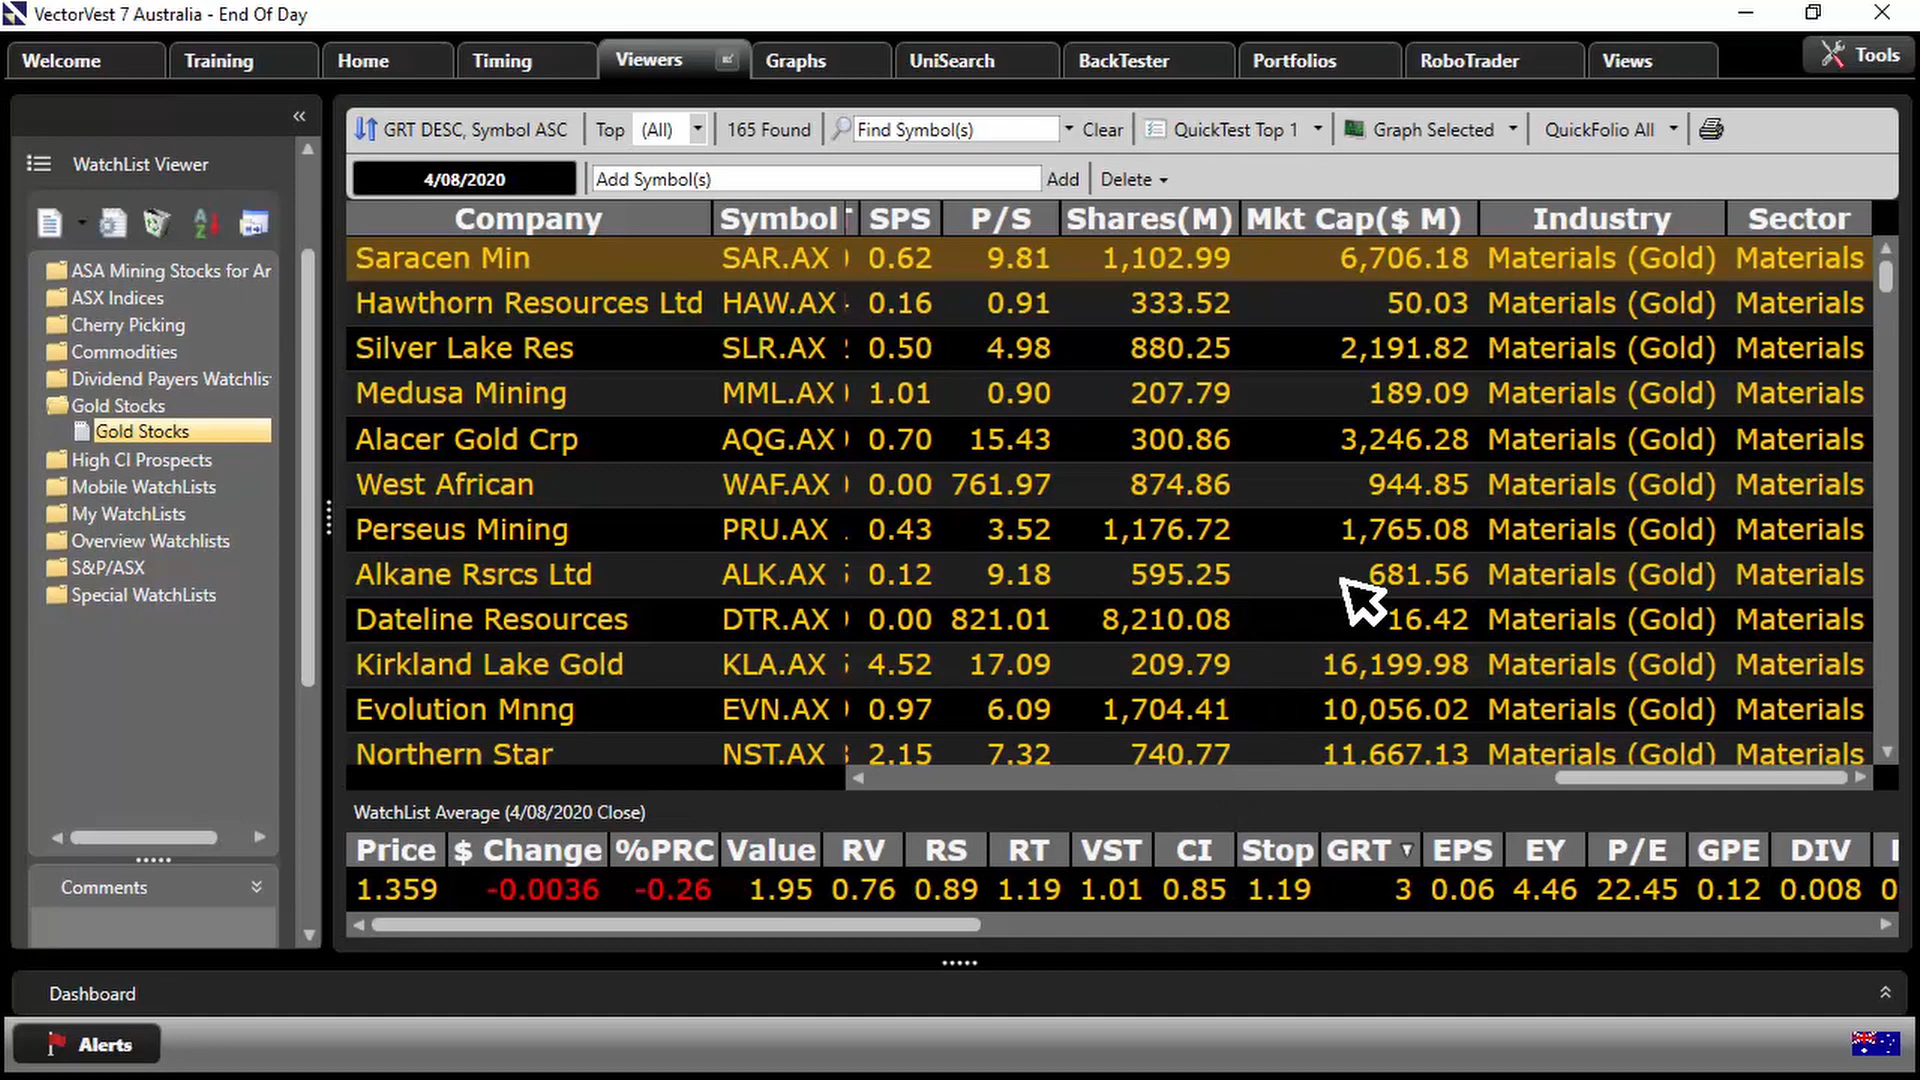 VectorVest 7 Australia - End Of Day
Welcome Training Home Timing Viewers Graphs UniSearch BackTester Portfolios RoboTrader Views Tools
GRT DESC, Symbol ASC Top (All) 165 Found Find Symbol(s) Clear QuickTest Top 1 Graph Selected QuickFolio All
4/08/2020 Add Symbol(s) Add Delete
WatchList Viewer
ASA Mining Stocks for Ar
ASX Indices
Cherry Picking
Commodities
Dividend Payers Watchlis
Gold Stocks
Gold Stocks
High CI Prospects
Mobile WatchLists
My WatchLists
Overview Watchlists
S&P/ASX
Special WatchLists
Comments
Company Symbol SPS P/S Shares(M) Mkt Cap($ M) Industry Sector
Saracen Min SAR.AX 0.62 9.81 1,102.99 6,706.18 Materials (Gold) Materials
Hawthorn Resources Ltd HAW.AX 0.16 0.91 333.52 50.03 Materials (Gold) Materials
Silver Lake Res SLR.AX 0.50 4.98 880.25 2,191.82 Materials (Gold) Materials
Medusa Mining MML.AX 1.01 0.90 207.79 189.09 Materials (Gold) Materials
Alacer Gold Crp AQG.AX 0.70 15.43 300.86 3,246.28 Materials (Gold) Materials
West African WAF.AX 0.00 761.97 874.86 944.85 Materials (Gold) Materials
Perseus Mining PRU.AX 0.43 3.52 1,176.72 1,765.08 Materials (Gold) Materials
Alkane Rsrcs Ltd ALK.AX 0.12 9.18 595.25 681.56 Materials (Gold) Materials
Dateline Resources DTR.AX 0.00 821.01 8,210.08 16.42 Materials (Gold) Materials
Kirkland Lake Gold KLA.AX 4.52 17.09 209.79 16,199.98 Materials (Gold) Materials
Evolution Mnng EVN.AX 0.97 6.09 1,704.41 10,056.02 Materials (Gold) Materials
Northern Star NST.AX 2.15 7.32 740.77 11,667.13 Materials (Gold) Materials
WatchList Average (4/08/2020 Close)
Price $ Change %PRC Value RV RS RT VST CI Stop GRT EPS EY P/E GPE DIV
1.359 -0.0036 -0.26 1.95 0.76 0.89 1.19 1.01 0.85 1.19 3 0.06 4.46 22.45 0.12 0.008
Dashboard
Alerts